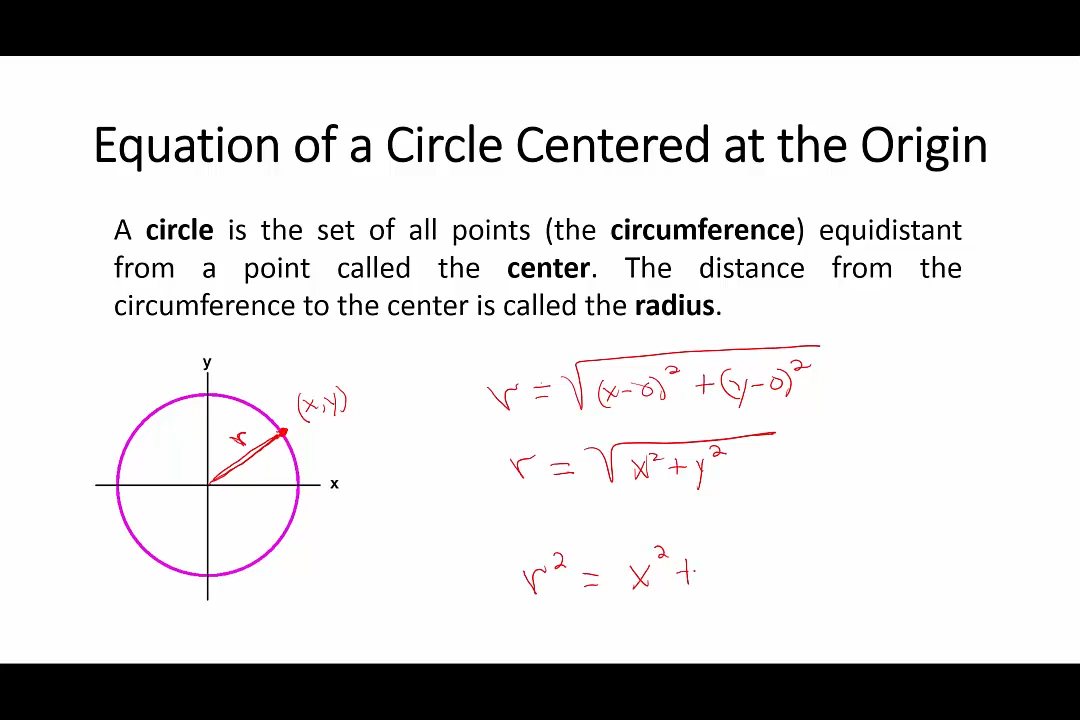 Equation of a Circle Centered at the Origin
A circle is the set of all points (the circumference) equidistant
from a point called the center. The distance from the
circumference to the center is called the radius.
y
(x,y)
r
x
r = √((x-0)² + (y-0)²)
r = √(x² + y²)
r² = x² +